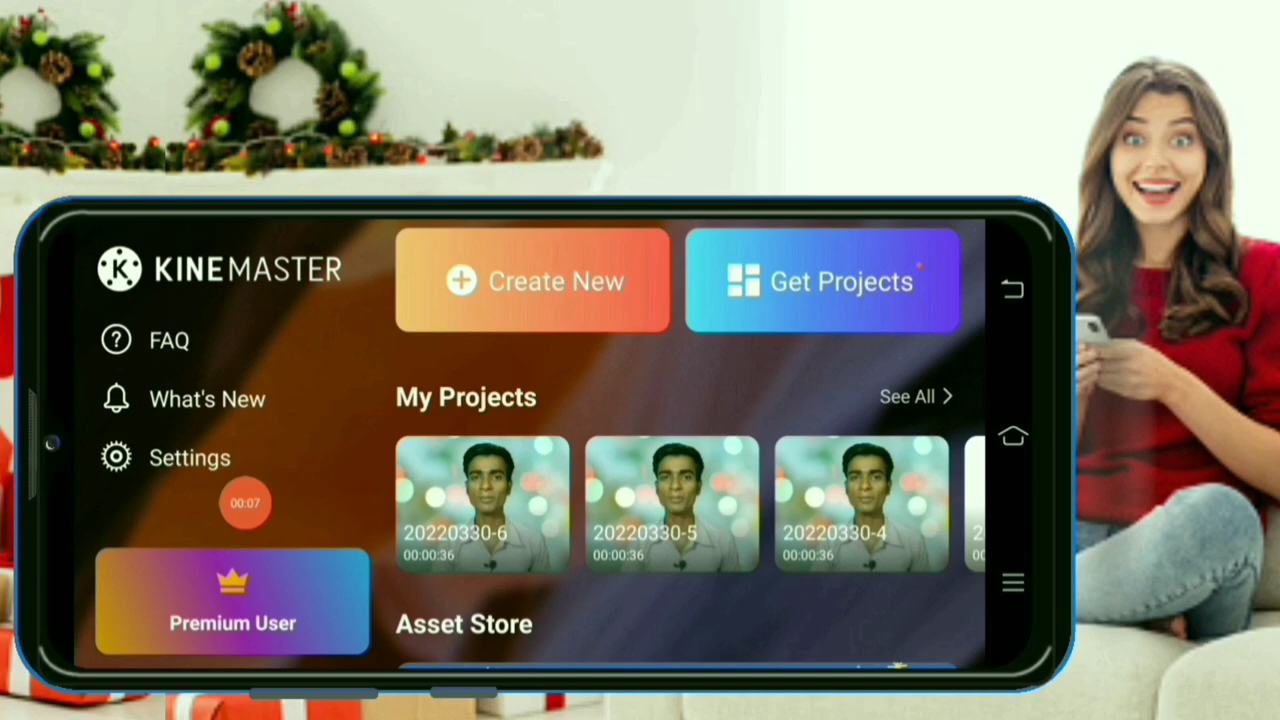 KINEMASTER
FAQ
What's New
Settings
00:07
Premium User
Create New
Get Projects
My Projects
See All
20220330-6
00:00:36
20220330-5
00:00:36
20220330-4
00:00:36
Asset Store